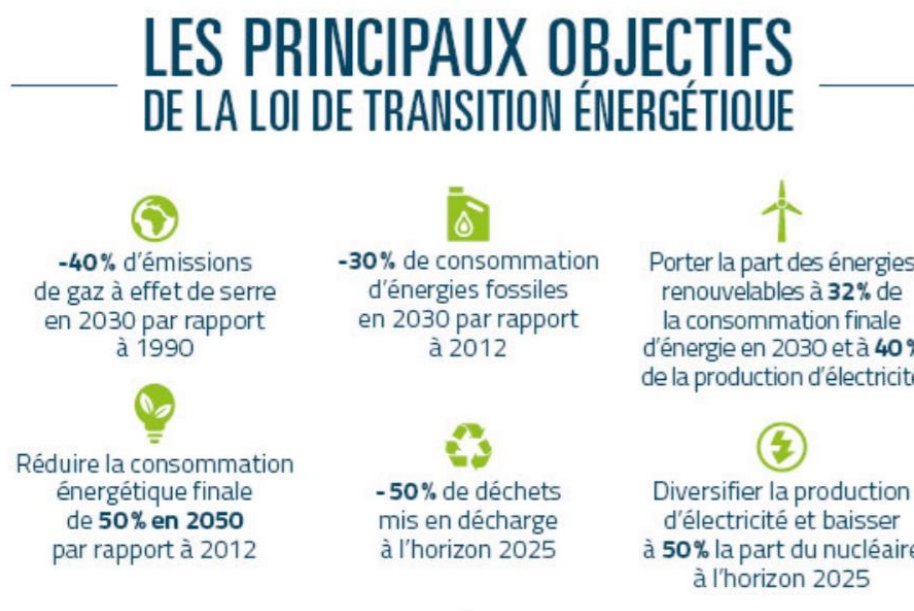 LES PRINCIPAUX OBJECTIFS
DE LA LOI DE TRANSITION ÉNERGÉTIQUE
-40% d'émissions
de gaz à effet de serre
en 2030 par rapport
à 1990
-30% de consommation
d'énergies fossiles
en 2030 par rapport
à 2012
Porter la part des énergies
renouvelables à 32% de
la consommation finale
d'énergie en 2030 et à 40%
de la production d'électricité
Réduire la consommation
énergétique finale
de 50% en 2050
par rapport à 2012
-50% de déchets
mis en décharge
à l'horizon 2025
Diversifier la production
d'électricité et baisser
à 50% la part du nucléaire
à l'horizon 2025